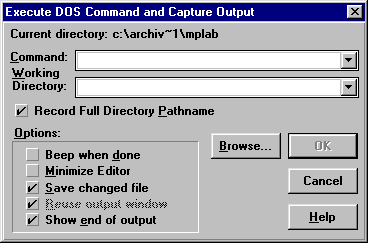 Execute DOS Command and Capture Output
Current directory: c:\archiv~1\mplab
Command:
Working
Directory:
Record Full Directory Pathname
Options:
Beep when done
Minimize Editor
Save changed file
Reuse output window
Show end of output
Browse...
OK
Cancel
Help